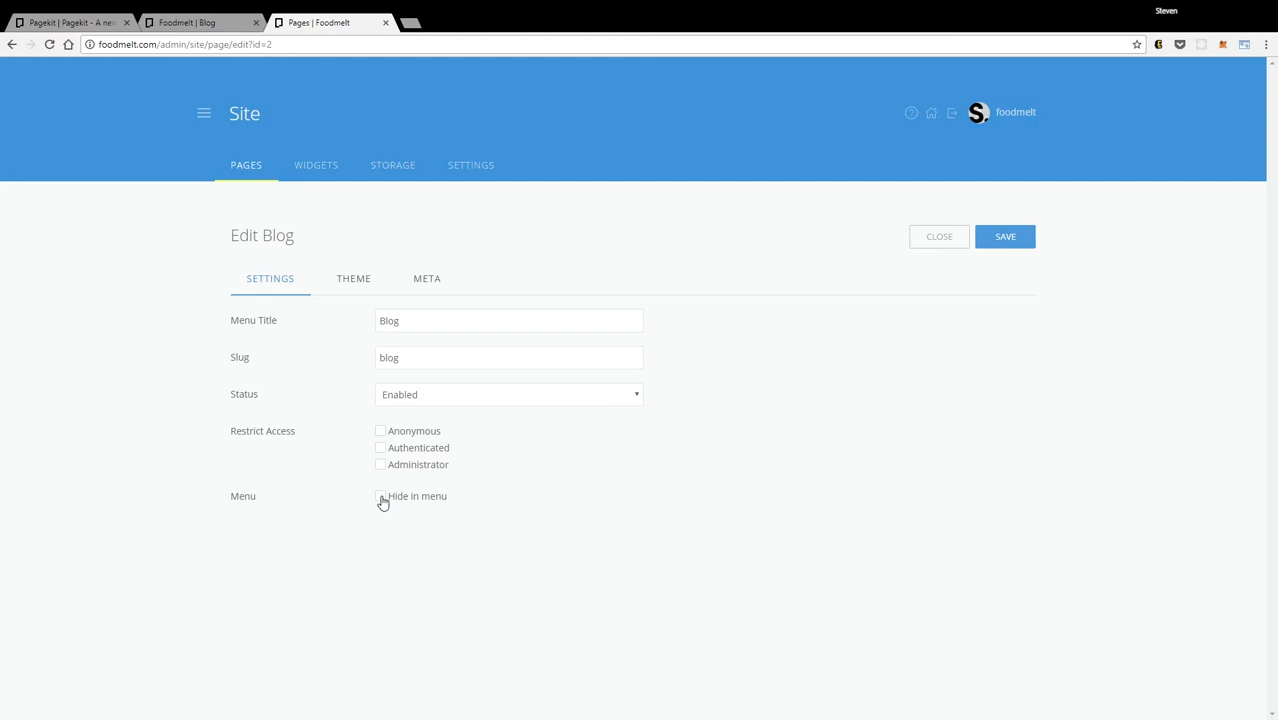 Steven
Pagekit | Pagekit - A ne
Foodmelt | Blog
Pages | Foodmelt
foodmelt.com/admin/site/page/edit?id=2
Site
foodmelt
PAGES WIDGETS STORAGE SETTINGS
Edit Blog
CLOSE SAVE
SETTINGS THEME META
Menu Title Blog
Slug blog
Status Enabled
Restrict Access Anonymous
Authenticated
Administrator
Menu Hide in menu